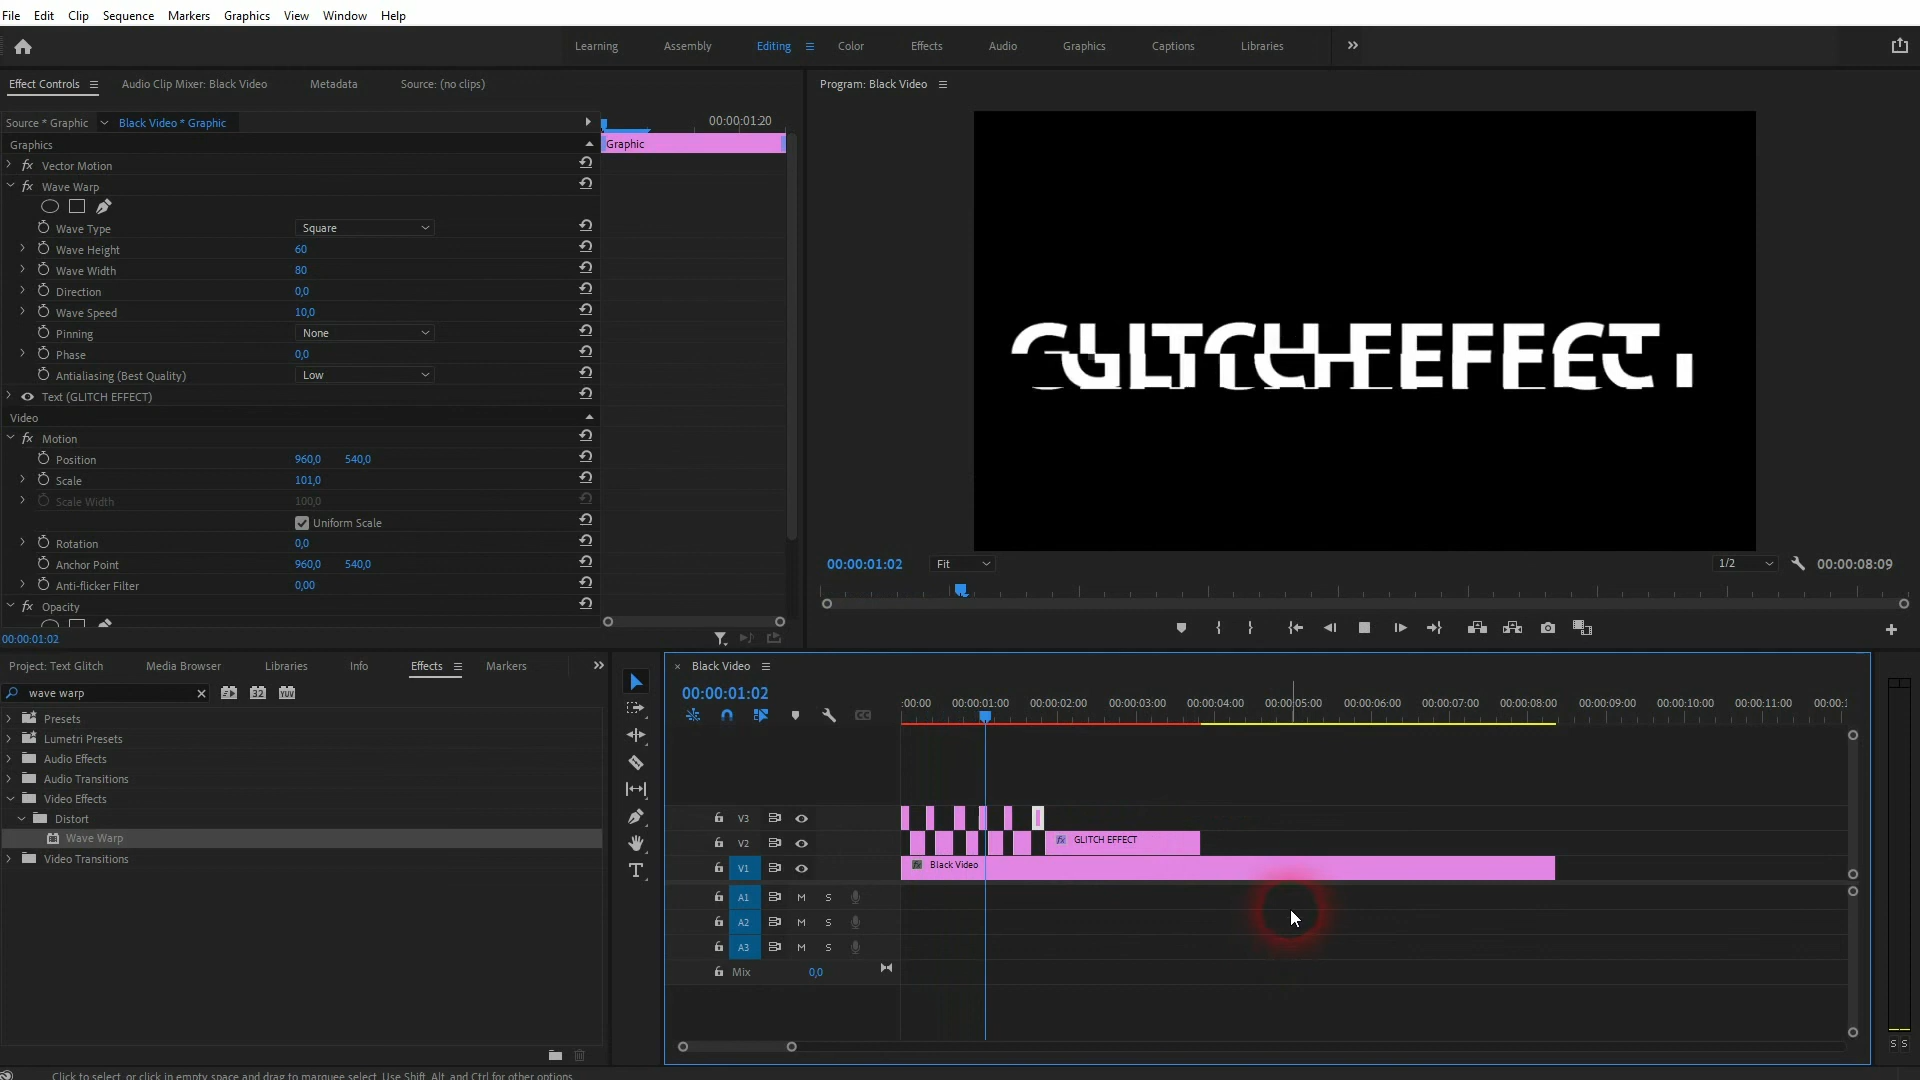 File Edit Clip Sequence Markers Graphics View Window Help
Learning Assembly Editing Color Effects Audio Graphics Captions Libraries
Effect Controls Audio Clip Mixer: Black Video Metadata Source: (no clips)
Program: Black Video
Source * Graphic Black Video * Graphic 00:00:01:20
Graphics Graphic
fx Vector Motion
fx Wave Warp
Wave Type Square
Wave Height 60
Wave Width 80
Direction 0,0
Wave Speed 10,0
Pinning None
Phase 0,0
Antialiasing (Best Quality) Low
Text (GLITCH EFFECT)
Video
fx Motion
Position 960,0 540,0
Scale 101,0
Scale Width 100,0
Uniform Scale
Rotation 0,0
Anchor Point 960,0 540,0
Anti-flicker Filter 0,00
fx Opacity
00:00:01:02
GLITCH EFFECT
00:00:01:02 Fit 1/2 00:00:08:09
Project: Text Glitch Media Browser Libraries Info Effects Markers
wave warp 32 YUV
Presets
Lumetri Presets
Audio Effects
Audio Transitions
Video Effects
Distort
Wave Warp
Video Transitions
Black Video
00:00:01:02
:00:00 00:00:01:00 00:00:02:00 00:00:03:00 00:00:04:00 00:00:05:00 00:00:06:00 00:00:07:00 00:00:08:00 00:00:09:00 00:00:10:00 00:00:11:00 00:00:1
V3
V2 fx GLITCH EFFECT
V1 fx Black Video
A1 M S
A2 M S
A3 M S
Mix 0,0
S S
Click to select, or click in empty space and drag to marquee select. Use Shift, Alt, and Ctrl for other options.